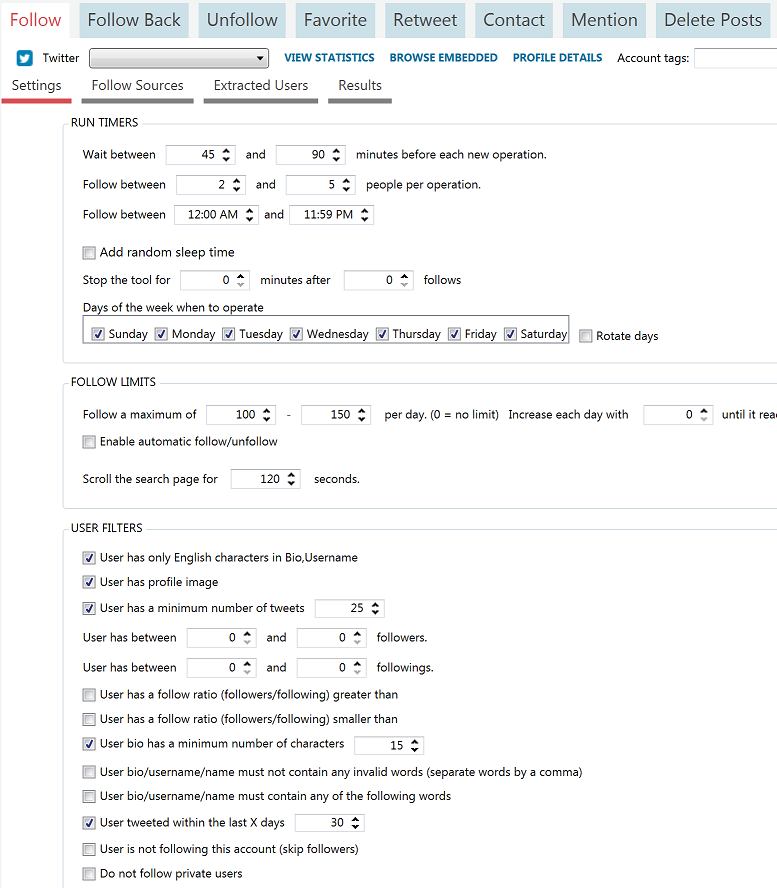 Follow Follow Back Unfollow Favorite Retweet Contact Mention Delete Posts
Twitter VIEW STATISTICS BROWSE EMBEDDED PROFILE DETAILS Account tags:
Settings Follow Sources Extracted Users Results
RUN TIMERS
Wait between 45 and 90 minutes before each new operation.
Follow between 2 and 5 people per operation.
Follow between 12:00 AM and 11:59 PM
Add random sleep time
Stop the tool for 0 minutes after 0 follows
Days of the week when to operate
Sunday Monday Tuesday Wednesday Thursday Friday Saturday Rotate days
FOLLOW LIMITS
Follow a maximum of 100 - 150 per day. (0 = no limit) Increase each day with 0 until it rea
Enable automatic follow/unfollow
Scroll the search page for 120 seconds.
USER FILTERS
User has only English characters in Bio,Username
User has profile image
User has a minimum number of tweets 25
User has between 0 and 0 followers.
User has between 0 and 0 followings.
User has a follow ratio (followers/following) greater than
User has a follow ratio (followers/following) smaller than
User bio has a minimum number of characters 15
User bio/username/name must not contain any invalid words (separate words by a comma)
User bio/username/name must contain any of the following words
User tweeted within the last X days 30
User is not following this account (skip followers)
Do not follow private users